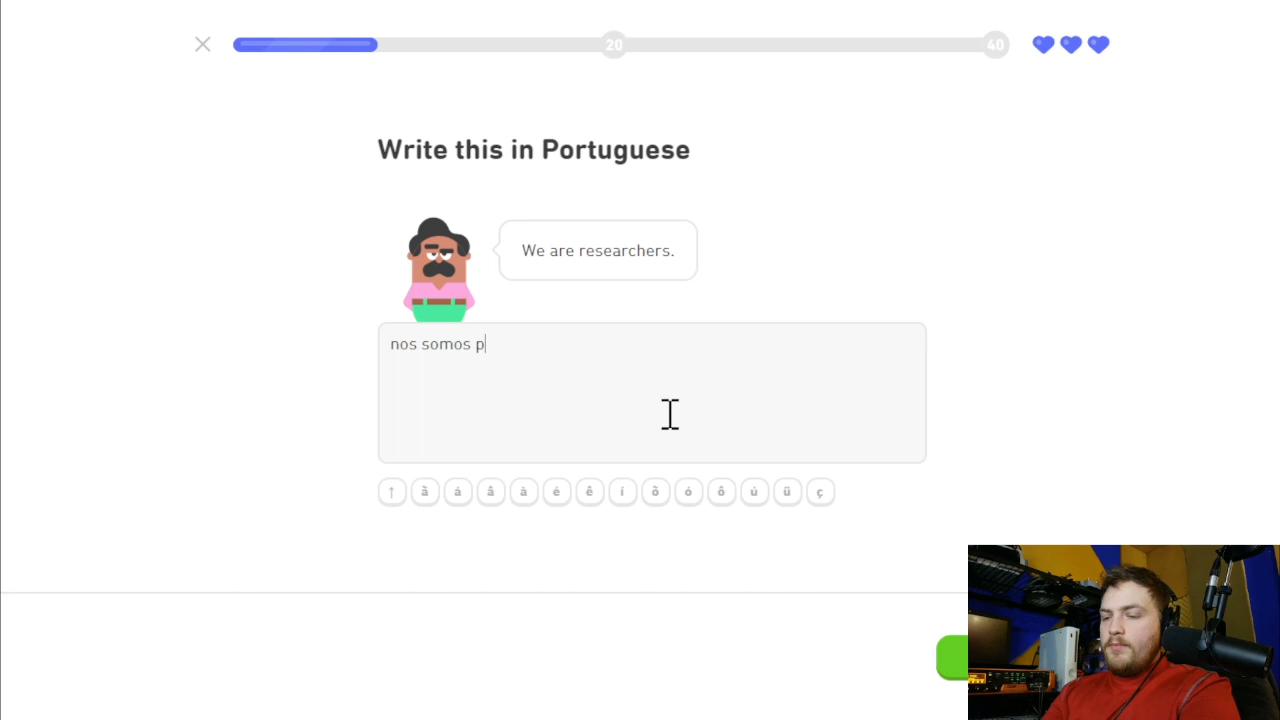 20
40
Write this in Portuguese
We are researchers.
nos somos p
↑ ã á â à é ê í õ ó ô ú ü ç